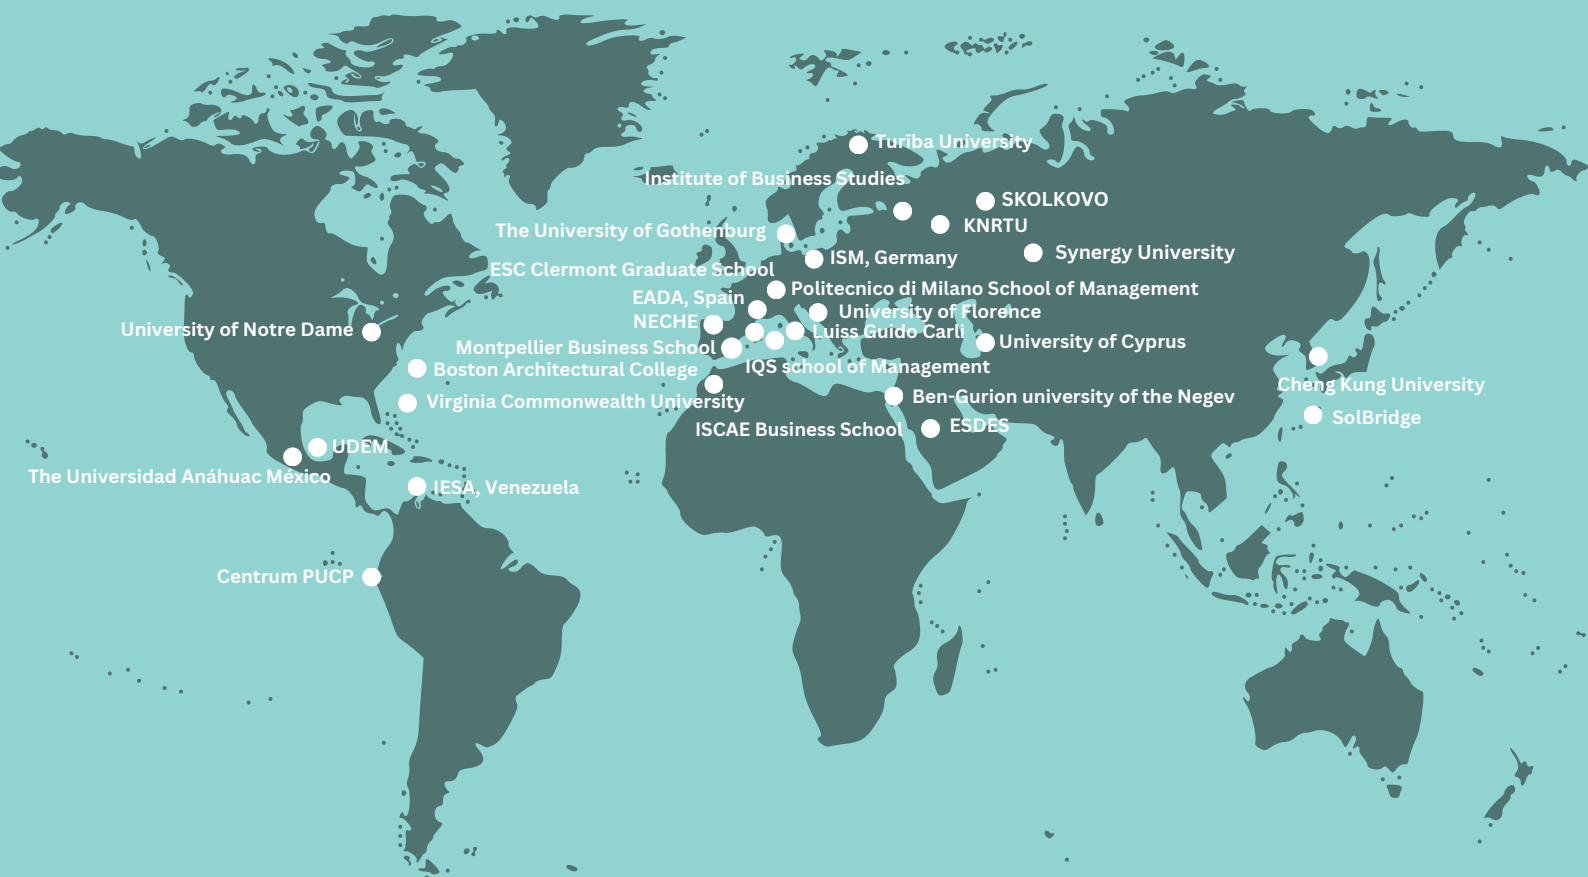 Turība University
Institute of Business Studies
SKOLKOVO
KNRTU
The University of Gothenburg
Synergy University
ISM, Germany
ESC Clermont Graduate School
Politecnico di Milano School of Management
EADA, Spain
University of Florence
NECHE
Luiss Guido Carli
University of Notre Dame
University of Cyprus
Montpellier Business School
IQS school of Management
Boston Architectural College
Cheng Kung University
Ben-Gurion university of the Negev
Virginia Commonwealth University
SolBridge
ESDES
ISCAE Business School
UDEM
The Universidad Anáhuac México
IESA, Venezuela
Centrum PUCP